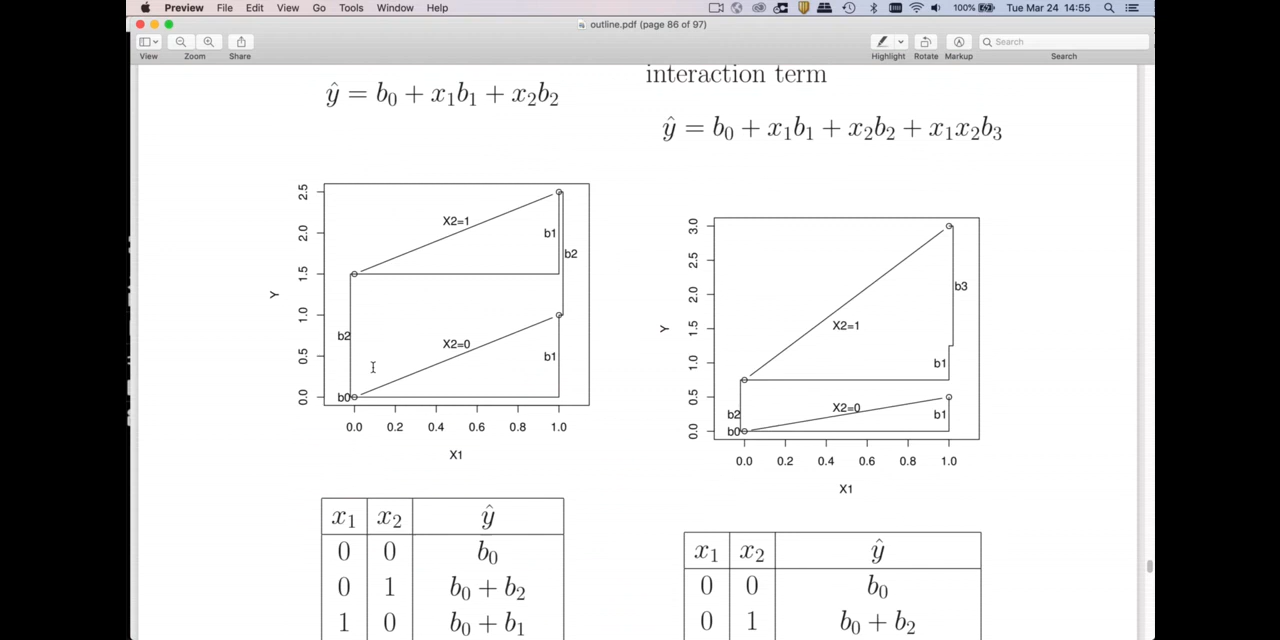 Preview File Edit View Go Tools Window Help 100% Tue Mar 24 14:55
outline.pdf (page 86 of 97)
View Zoom Share Highlight Rotate Markup Search
Search
ŷ = b₀ + x₁b₁ + x₂b₂
interaction term
ŷ = b₀ + x₁b₁ + x₂b₂ + x₁x₂b₃
2.5
2.0
1.5
1.0
0.5
0.0
Y
X2=1
b1
b2
b2
X2=0
b1
b0
0.0 0.2 0.4 0.6 0.8 1.0
X1
3.0
2.5
2.0
1.5
1.0
0.5
0.0
Y
b3
X2=1
b1
b2
X2=0
b1
b0
0.0 0.2 0.4 0.6 0.8 1.0
X1
x₁ x₂ ŷ
0 0 b₀
0 1 b₀ + b₂
1 0 b₀ + b₁
x₁ x₂ ŷ
0 0 b₀
0 1 b₀ + b₂